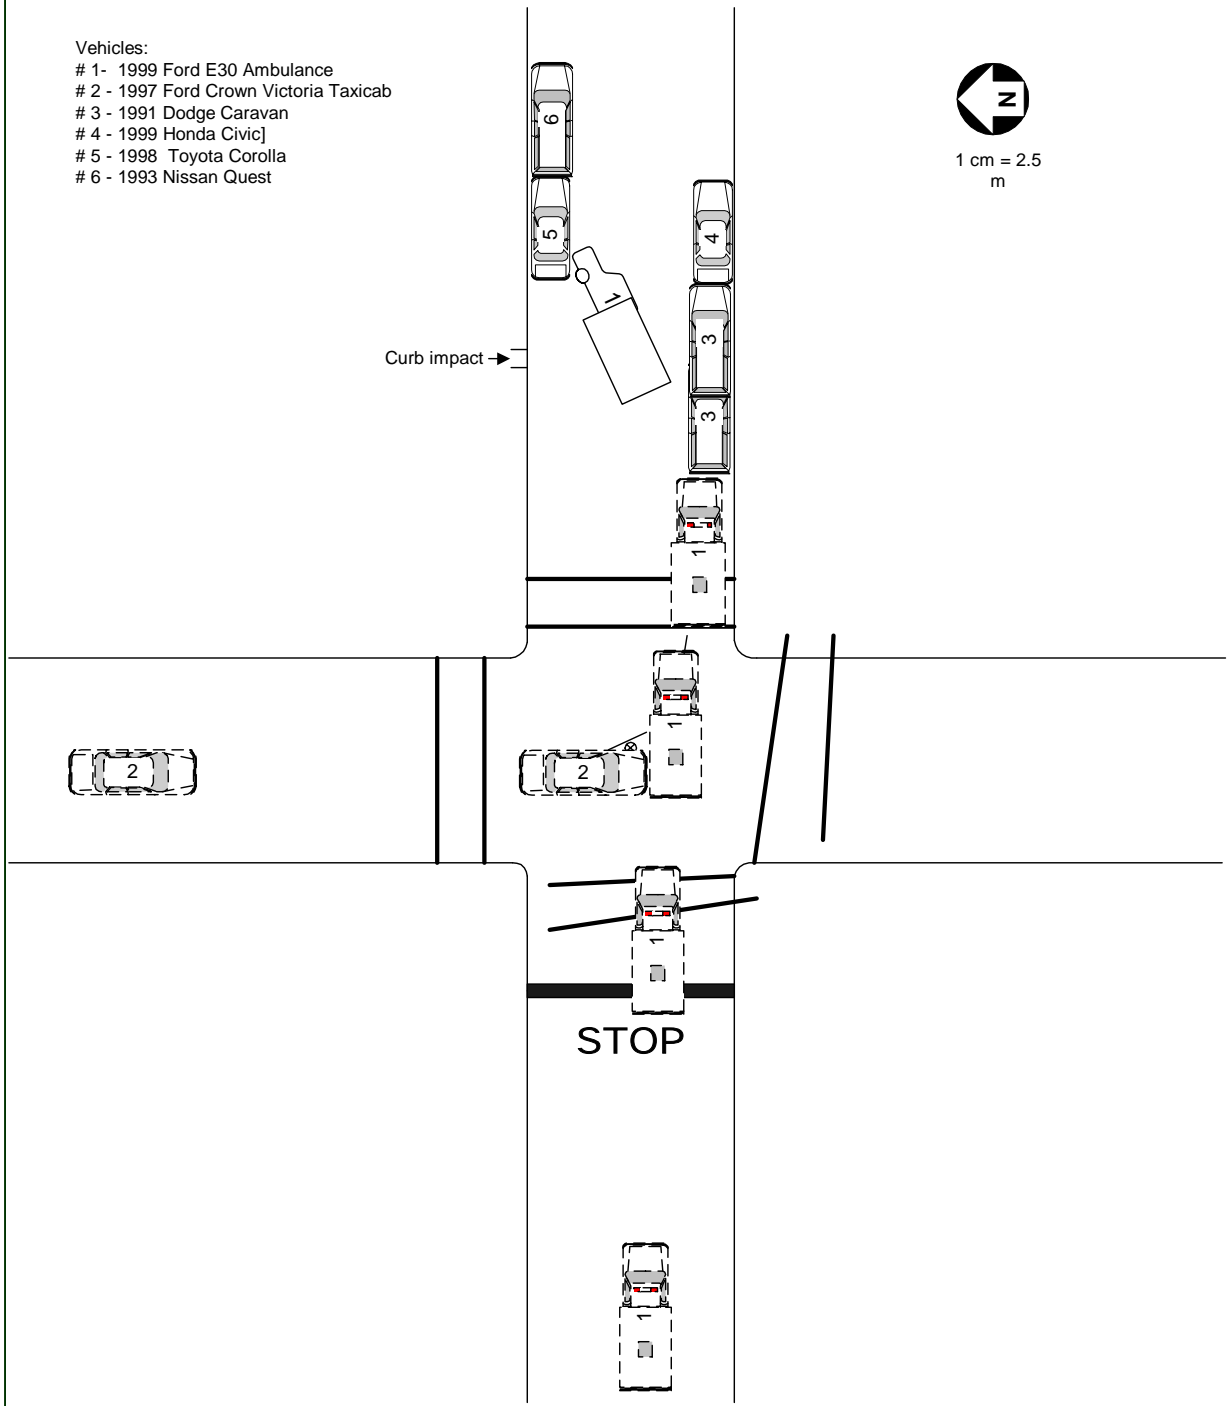 Vehicles:
# 1- 1999 Ford E30 Ambulance
# 2 - 1997 Ford Crown Victoria Taxicab
# 3 - 1991 Dodge Caravan
# 4 - 1999 Honda Civic]
# 5 - 1998 Toyota Corolla
# 6 - 1993 Nissan Quest
N
1 cm = 2.5
m
6
5
4
1
3
Curb impact
3
1
1
2
2
1
STOP
1